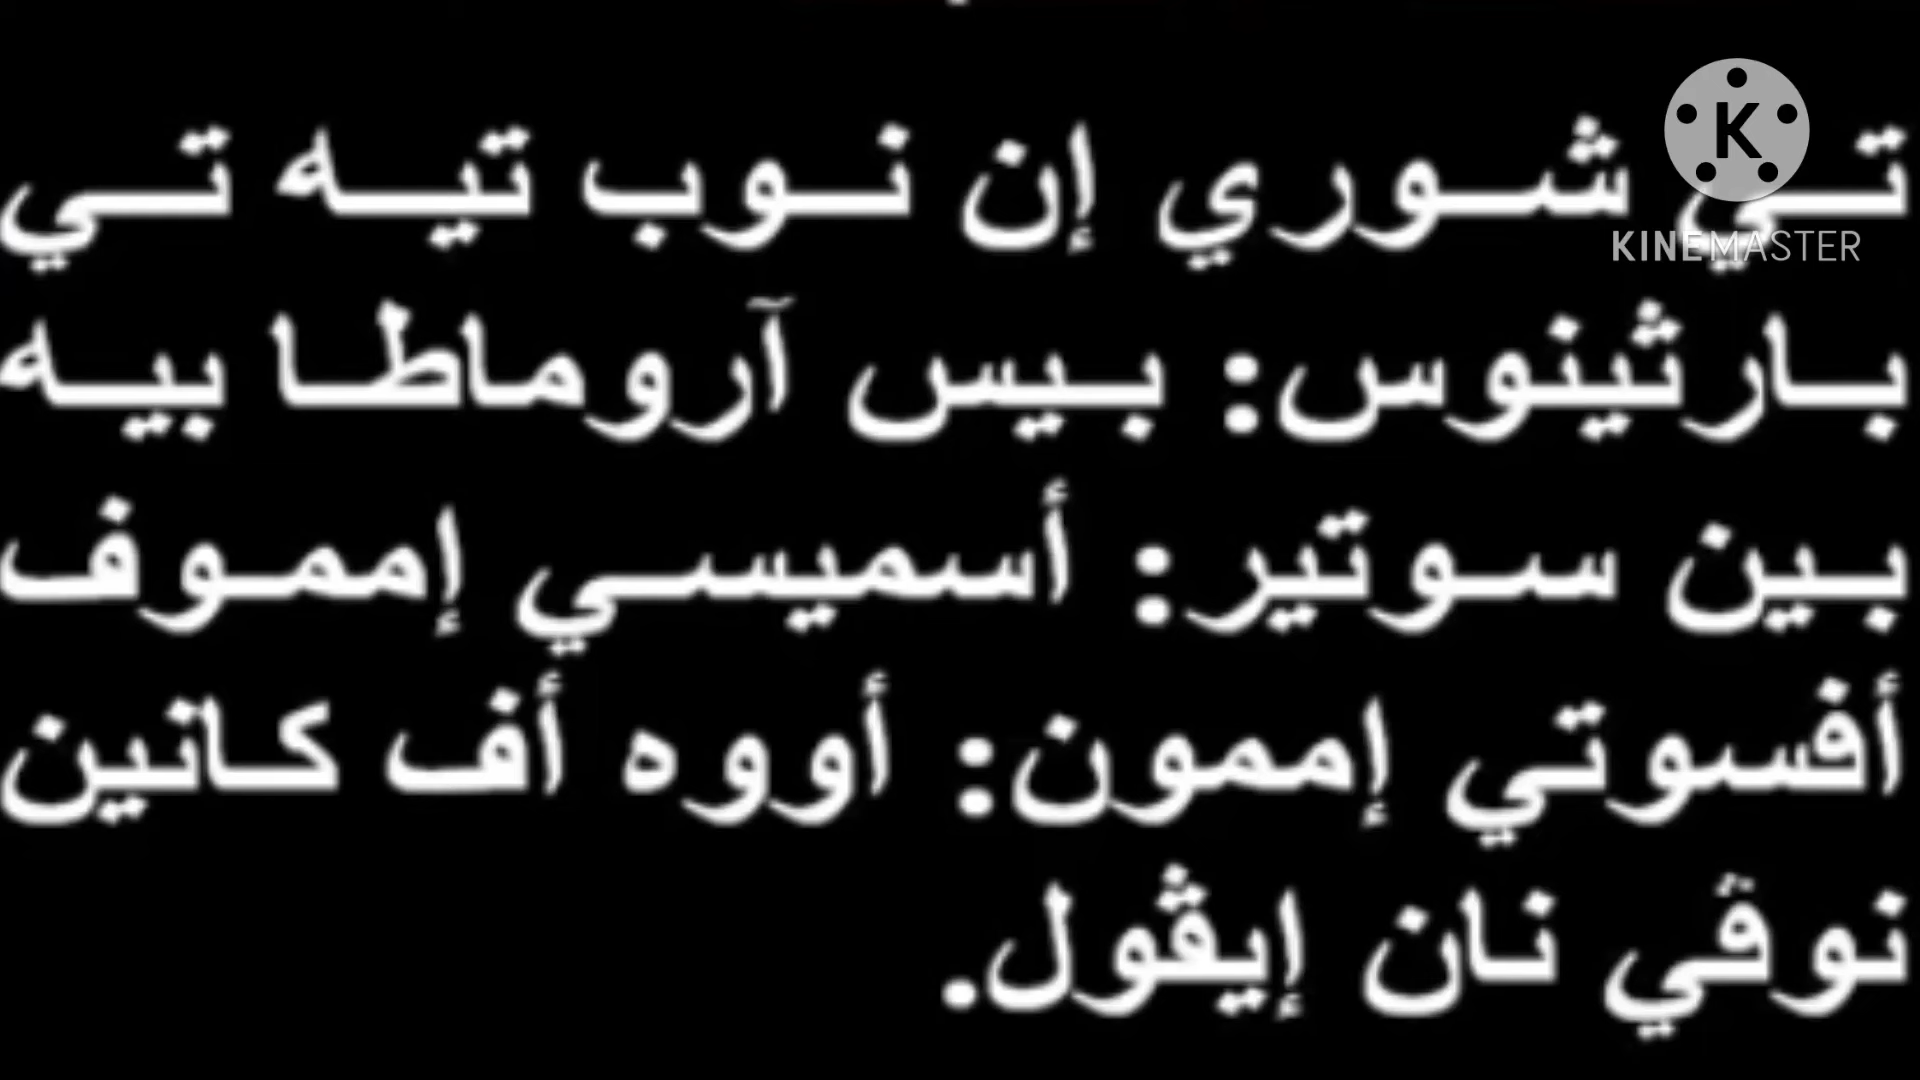 KINEMASTER
تي شوري إن نوب تيه تي
بارثينوس: بيس آروماطا بيه
بين سوتير: أسميسي إمموف
أفسوتي إممون: أووه أف كانين
نوڤي نان إيڤول.